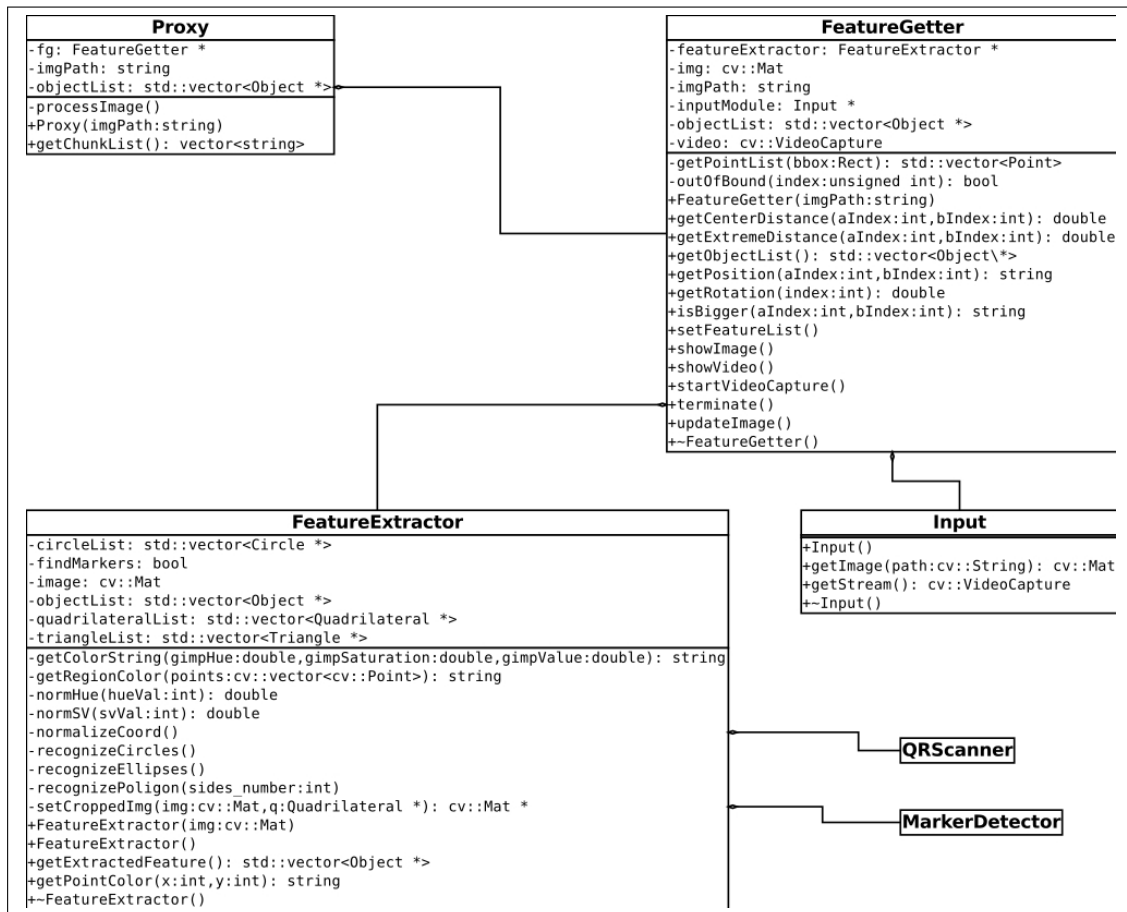 Proxy
-fg: FeatureGetter *
-imgPath: string
-objectList: std::vector<Object *>
-processImage()
+Proxy(imgPath:string)
+getChunkList(): vector<string>
FeatureGetter
-featureExtractor: FeatureExtractor *
-img: cv::Mat
-imgPath: string
-inputModule: Input *
-objectList: std::vector<Object *>
-video: cv::VideoCapture
-getPointList(bbox:Rect): std::vector<Point>
-outOfBound(index:unsigned int): bool
+FeatureGetter(imgPath:string)
+getCenterDistance(aIndex:int,bIndex:int): double
+getExtremeDistance(aIndex:int,bIndex:int): double
+getObjectList(): std::vector<Object\*>
+getPosition(aIndex:int,bIndex:int): string
+getRotation(index:int): double
+isBigger(aIndex:int,bIndex:int): string
+setFeatureList()
+showImage()
+showVideo()
+startVideoCapture()
+terminate()
+updateImage()
+~FeatureGetter()
FeatureExtractor
-circleList: std::vector<Circle *>
-findMarkers: bool
-image: cv::Mat
-objectList: std::vector<Object *>
-quadrilateralList: std::vector<Quadrilateral *>
-triangleList: std::vector<Triangle *>
-getColorString(gimpHue:double,gimpSaturation:double,gimpValue:double): string
-getRegionColor(points:cv::vector<cv::Point>): string
-normHue(hueVal:int): double
-normSV(svVal:int): double
-normalizeCoord()
-recognizeCircles()
-recognizeEllipses()
-recognizePoligon(sides_number:int)
-setCroppedImg(img:cv::Mat,q:Quadrilateral *): cv::Mat *
+FeatureExtractor(img:cv::Mat)
+FeatureExtractor()
+getExtractedFeature(): std::vector<Object *>
+getPointColor(x:int,y:int): string
+~FeatureExtractor()
Input
+Input()
+getImage(path:cv::String): cv::Mat
+getStream(): cv::VideoCapture
+~Input()
QRScanner
MarkerDetector